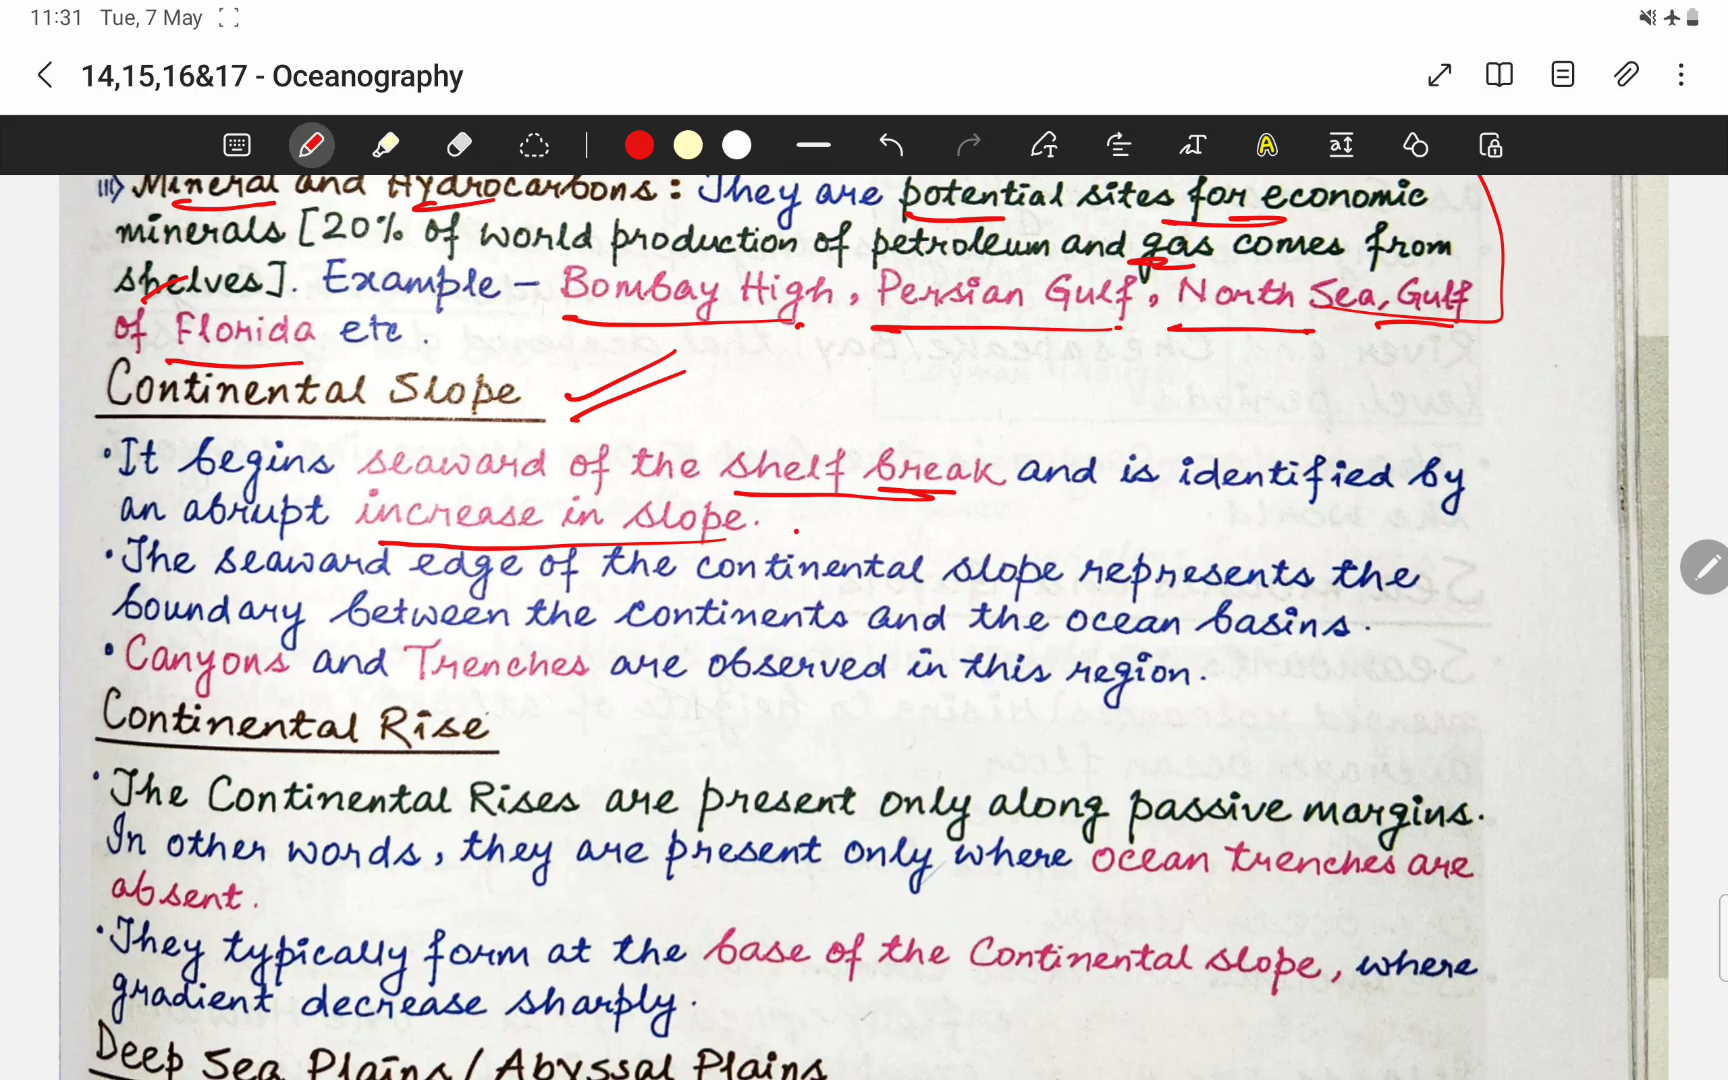 11:31 Tue, 7 May
14,15,16&17 - Oceanography
iii) Mineral and Hydrocarbons: They are potential sites for economic
minerals [20% of world production of petroleum and gas comes from
shelves]. Example - Bombay High, Persian Gulf, North Sea, Gulf
of Florida etc.
Continental Slope
• It begins seaward of the shelf break and is identified by
an abrupt increase in slope.
• The seaward edge of the continental slope represents the
boundary between the continents and the ocean basins.
• Canyons and Trenches are observed in this region.
Continental Rise
• The Continental Rises are present only along passive margins.
In other words, they are present only where ocean trenches are
absent.
• They typically form at the base of the Continental slope, where
gradient decrease sharply.
Deep Sea Plains/Abyssal Plains